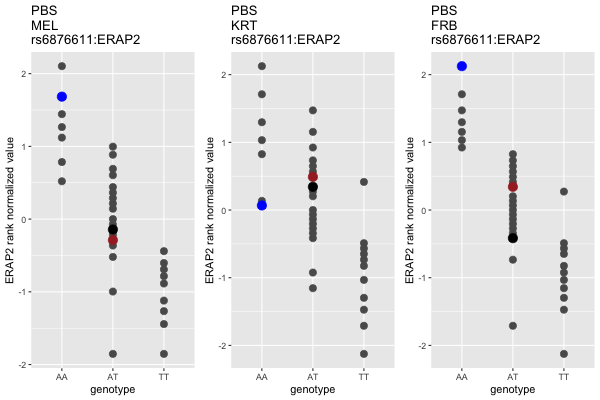 PBS
MEL
rs6876611:ERAP2
ERAP2 rank normalized value
2
1
0
-1
-2
AA AT TT
genotype
PBS
KRT
rs6876611:ERAP2
ERAP2 rank normalized value
2
1
0
-1
-2
AA AT TT
genotype
PBS
FRB
rs6876611:ERAP2
ERAP2 rank normalized value
2
1
0
-1
-2
AA AT TT
genotype